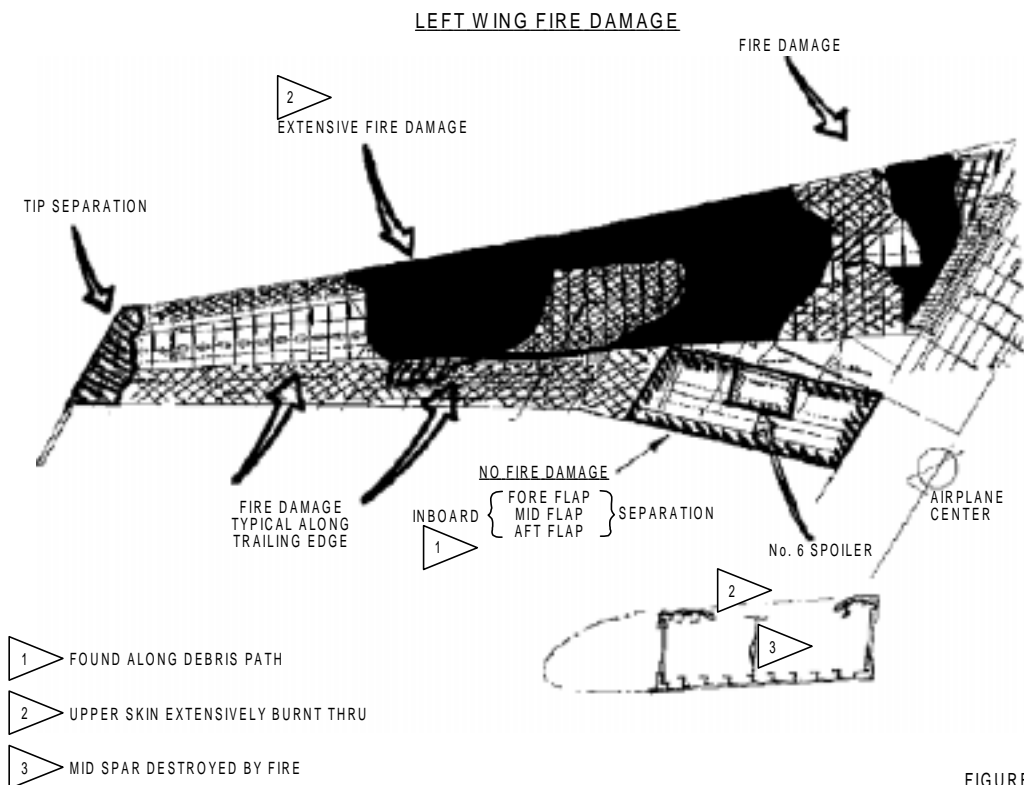 LEFT WING FIRE DAMAGE
FIRE DAMAGE
2
EXTENSIVE FIRE DAMAGE
TIP SEPARATION
NO FIRE DAMAGE
INBOARD { FORE FLAP } SEPARATION
MID FLAP
AFT FLAP
1
FIRE DAMAGE
TYPICAL ALONG
TRAILING EDGE
No. 6 SPOILER
AIRPLANE
CENTER
2
3
1 FOUND ALONG DEBRIS PATH
2 UPPER SKIN EXTENSIVELY BURNT THRU
3 MID SPAR DESTROYED BY FIRE
FIGURE